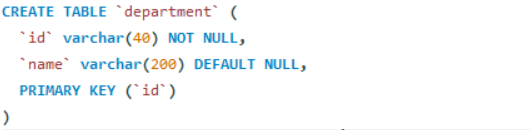 CREATE TABLE `department` (
  `id` varchar(40) NOT NULL,
  `name` varchar(200) DEFAULT NULL,
  PRIMARY KEY (`id`)
)